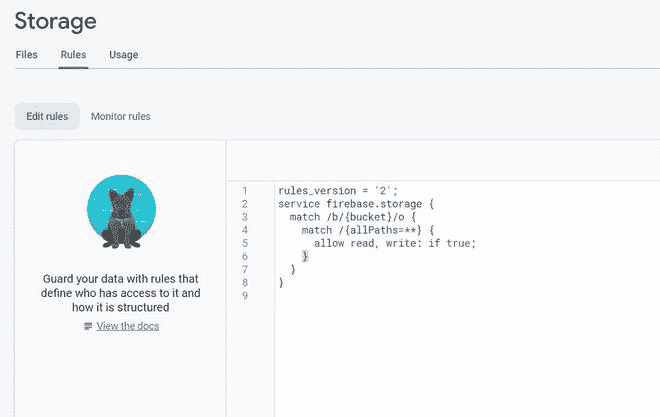 Storage
Files Rules Usage
Edit rules Monitor rules
Guard your data with rules that
define who has access to it and
how it is structured
View the docs
1 rules_version = '2';
2 service firebase.storage {
3 match /b/{bucket}/o {
4 match /{allPaths=**} {
5 allow read, write: if true;
6 }
7 }
8 }
9